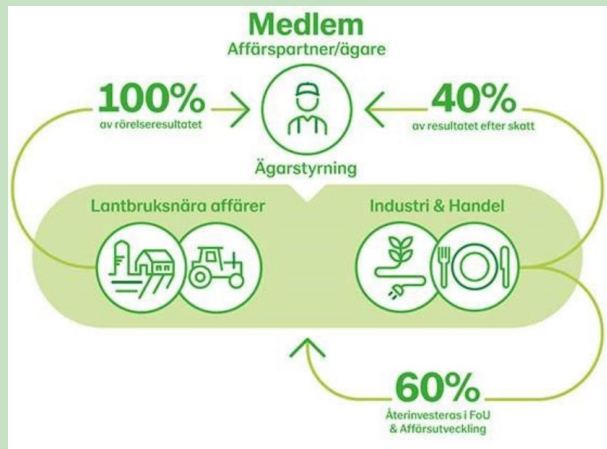 Medlem
Affärspartner/ägare
100%
av rörelseresultatet
40%
av resultatet efter skatt
Ägarstyrning
Lantbruksnära affärer
Industri & Handel
60%
Återinvesteras i FoU
& Affärsutveckling